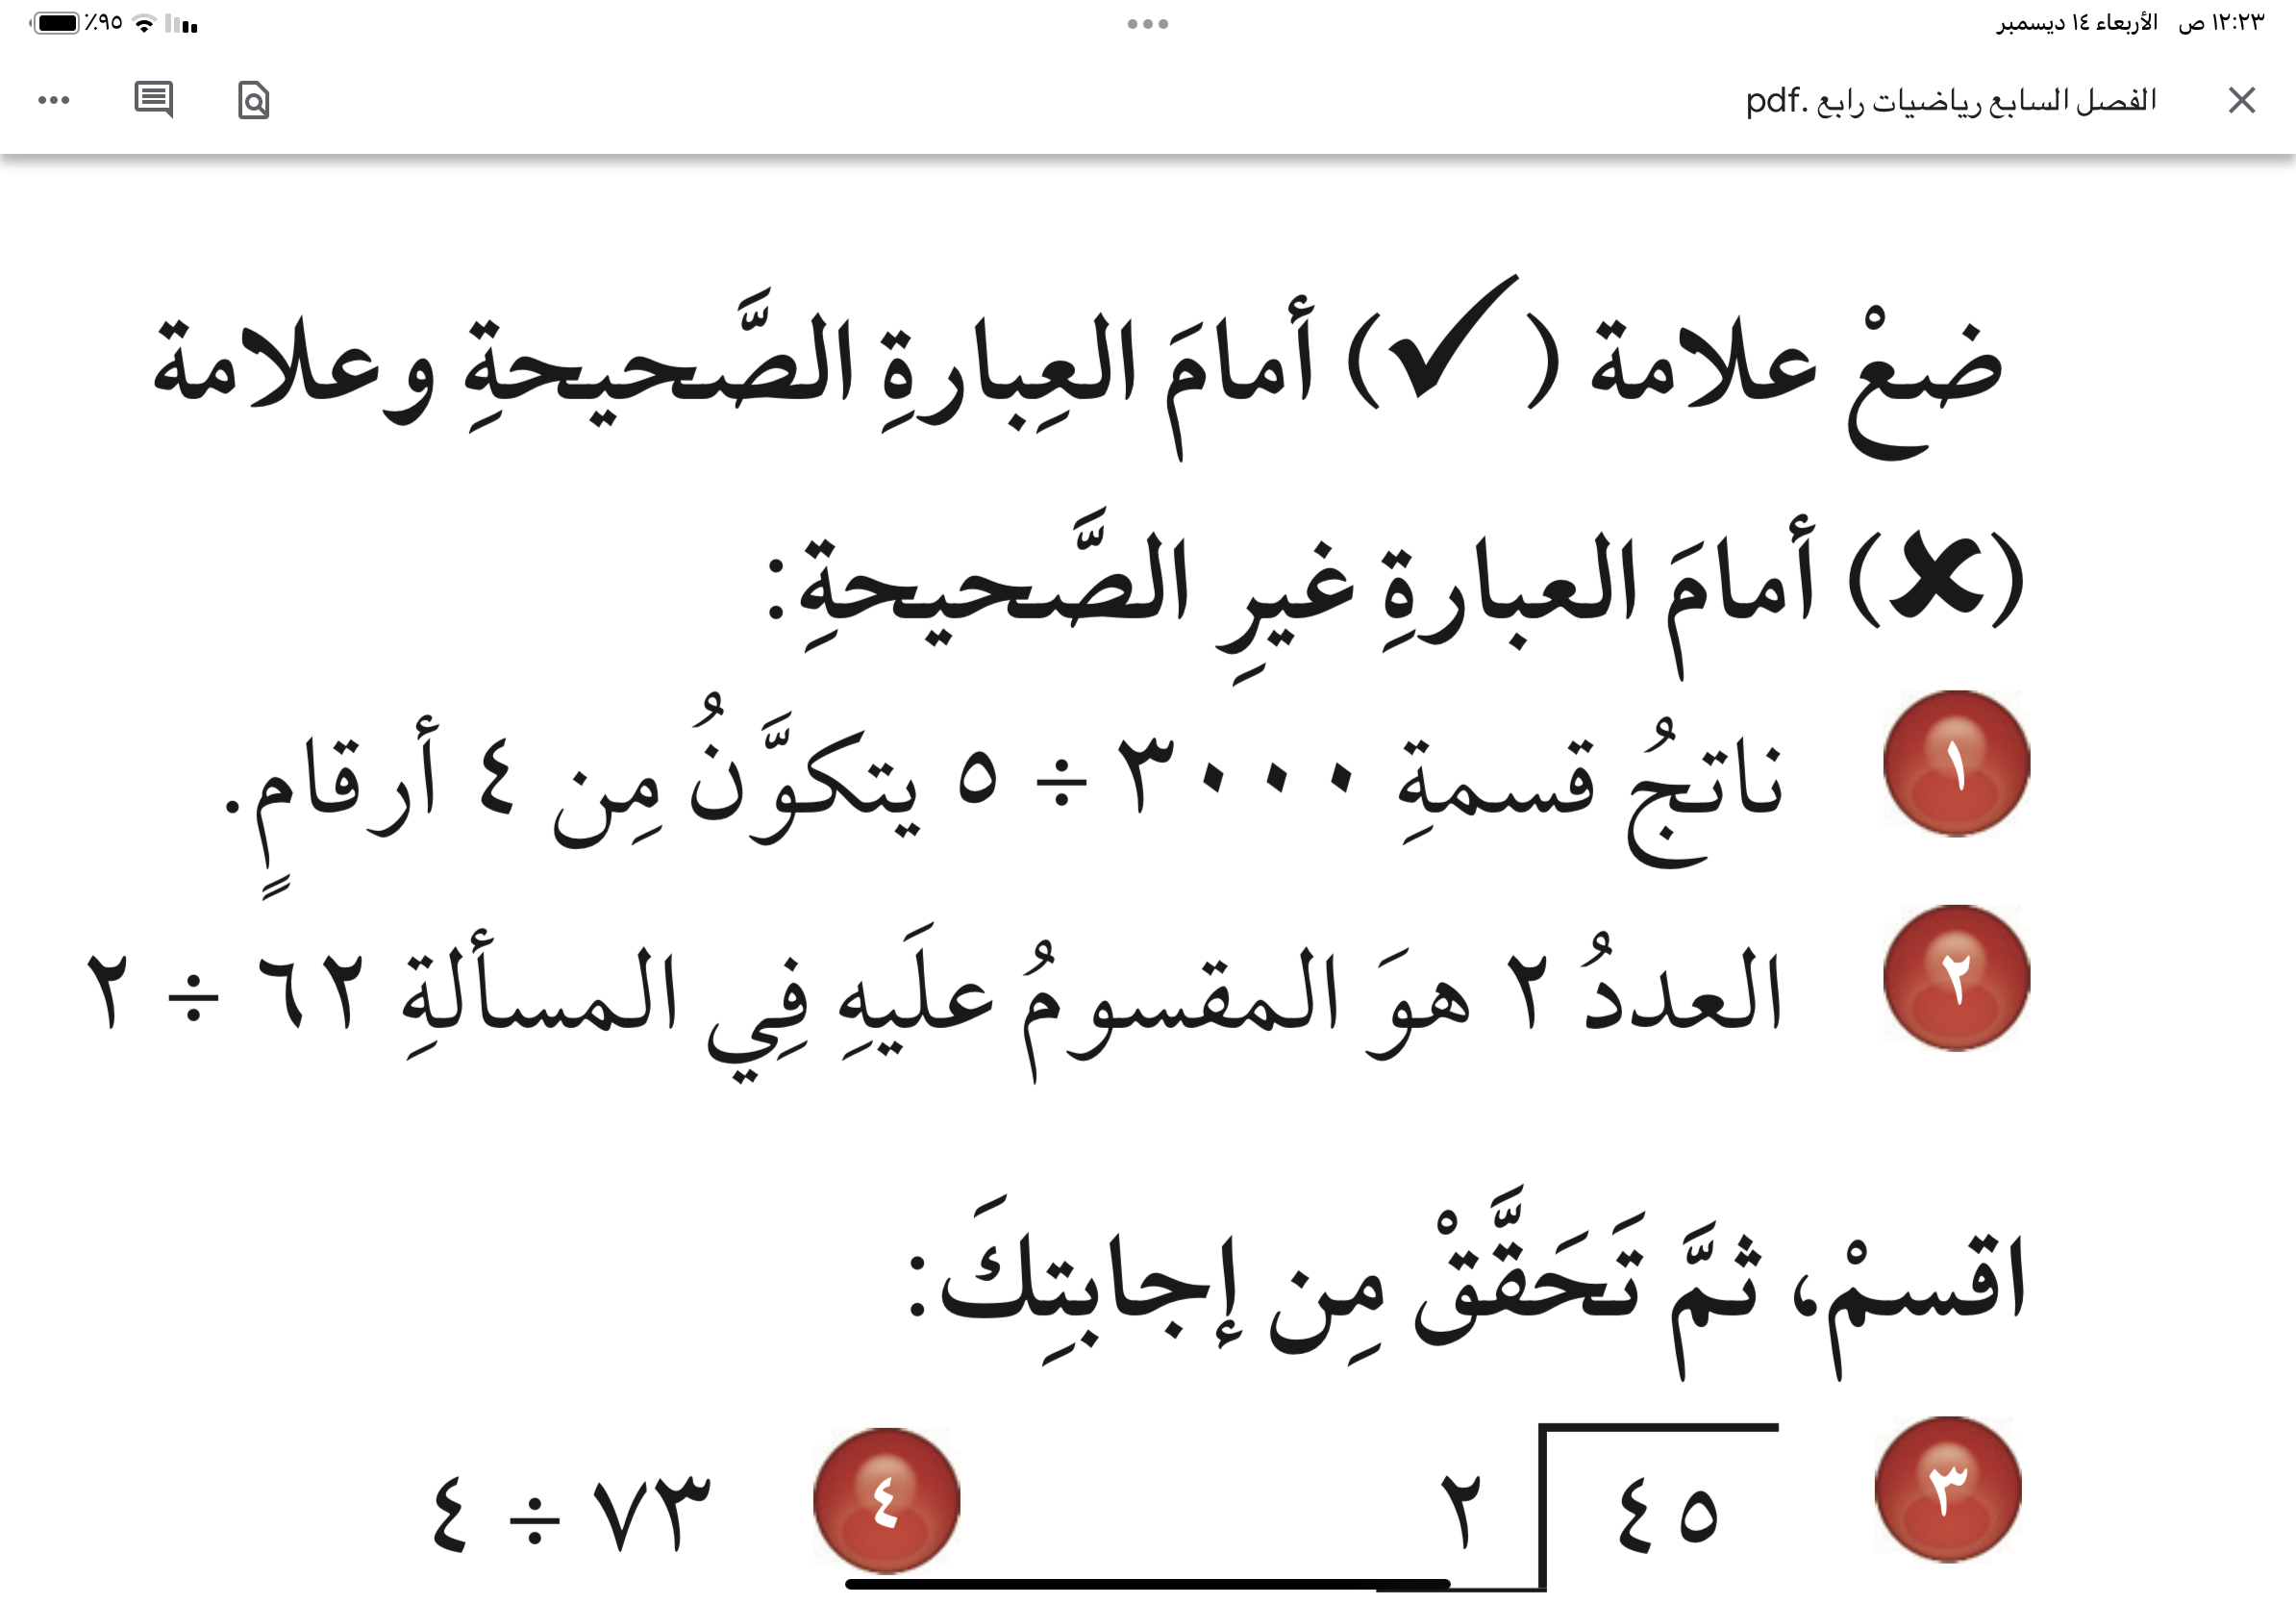 ١٢:٢٣ ص الأربعاء ١٤ ديسمبر
٪٩٥
الفصل السابع رياضيات رابع .pdf
ضعْ علامة (✓) أمامَ العِبارةِ الصَّحيحةِ وعلامة
(✗) أمامَ العبارةِ غيرِ الصَّحيحةِ:
١ ناتجُ قسمةِ ٣٠٠٠ ÷ ٥ يتكوَّنُ مِن ٤ أرقامٍ.
٢ العددُ ٢ هوَ المقسومُ علَيهِ فِي المسألةِ ٦٢ ÷ ٢
اقسمْ، ثمَّ تَحَقَّقْ مِن إجابتِكَ:
٣ ٤٥ ٢ ٤ ٧٣ ÷ ٤